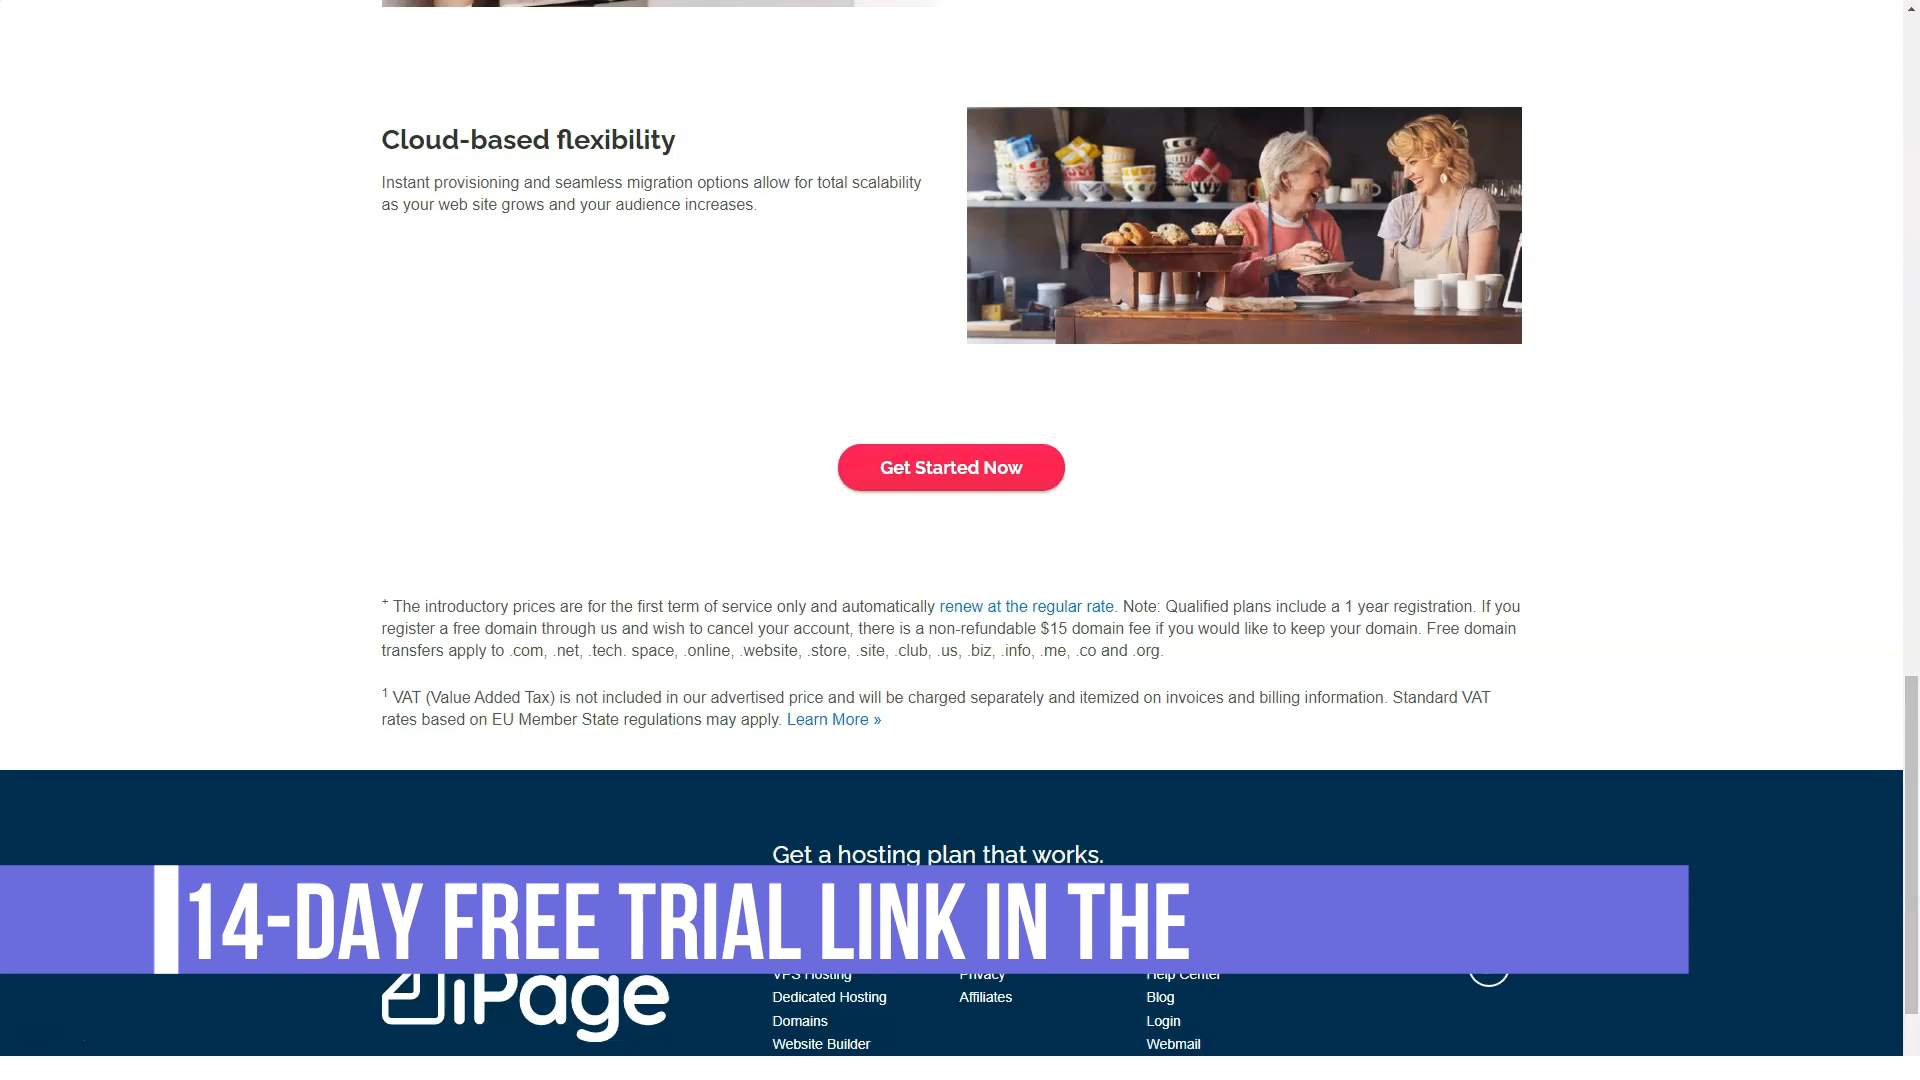 Cloud-based flexibility
Instant provisioning and seamless migration options allow for total scalability
as your web site grows and your audience increases.
Get Started Now
+ The introductory prices are for the first term of service only and automatically renew at the regular rate. Note: Qualified plans include a 1 year registration. If you
register a free domain through us and wish to cancel your account, there is a non-refundable $15 domain fee if you would like to keep your domain. Free domain
transfers apply to .com, .net, .tech. space, .online, .website, .store, .site, .club, .us, .biz, .info, .me, .co and .org.
1 VAT (Value Added Tax) is not included in our advertised price and will be charged separately and itemized on invoices and billing information. Standard VAT
rates based on EU Member State regulations may apply. Learn More »
Get a hosting plan that works.
14-DAY FREE TRIAL LINK IN THE
VPS Hosting Privacy Help Center
iPage
Dedicated Hosting Affiliates Blog
Domains Login
Website Builder Webmail